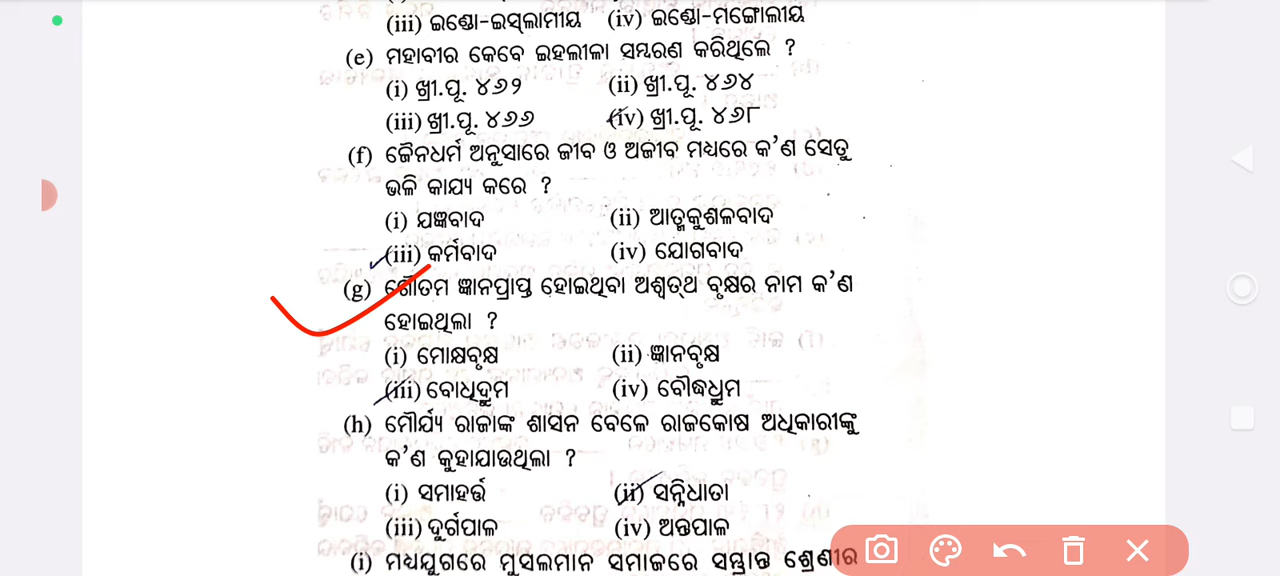 (iii) ଇଣ୍ଡୋ-ଇସ୍‌ଲାମୀୟ (iv) ଇଣ୍ଡୋ-ମଙ୍ଗୋଲୀୟ
(e) ମହାବୀର କେବେ ଇହଲୀଳା ସମ୍ବରଣ କରିଥିଲେ ?
(i) ଖ୍ରୀ.ପୂ. ୪୬୨ (ii) ଖ୍ରୀ.ପୂ. ୪୬୪
(iii) ଖ୍ରୀ.ପୂ. ୪୬୬ (iv) ଖ୍ରୀ.ପୂ. ୪୬୮
(f) ଜୈନଧର୍ମ ଅନୁସାରେ ଜୀବ ଓ ଅଜୀବ ମଧ୍ୟରେ କ'ଣ ସେତୁ
ଭଳି କାଯ୍ୟ କରେ ?
(i) ଯଜ୍ଞବାଦ (ii) ଆତ୍ମକୁଶଳବାଦ
(iii) କର୍ମବାଦ (iv) ଯୋଗବାଦ
(g) ଗୌତମ ଜ୍ଞାନପ୍ରାପ୍ତ ହୋଇଥିବା ଅଶ୍ୱତ୍‌ଥ ବୃକ୍ଷର ନାମ କ'ଣ
ହୋଇଥିଲା ?
(i) ମୋକ୍ଷବୃକ୍ଷ (ii) ଜ୍ଞାନବୃକ୍ଷ
(iii) ବୋଧିଦ୍ରୁମ (iv) ବୌଦ୍ଧଧ୍ରୁମ
(h) ମୌର୍ଯ୍ୟ ରାଜାଙ୍କ ଶାସନ ବେଳେ ରାଜକୋଷ ଅଧିକାରୀଙ୍କୁ
କ'ଣ କୁହାଯାଉଥିଲା ?
(i) ସମାହର୍ତ୍ତ (ii) ସନ୍ନିଧାତା
(iii) ଦୁର୍ଗପାଳ (iv) ଅନ୍ତପାଳ
(i) ମଧ୍ୟଯୁଗରେ ମୁସଲମାନ ସମାଜରେ ସମ୍ଭ୍ରାନ୍ତ ଶ୍ରେଣୀର